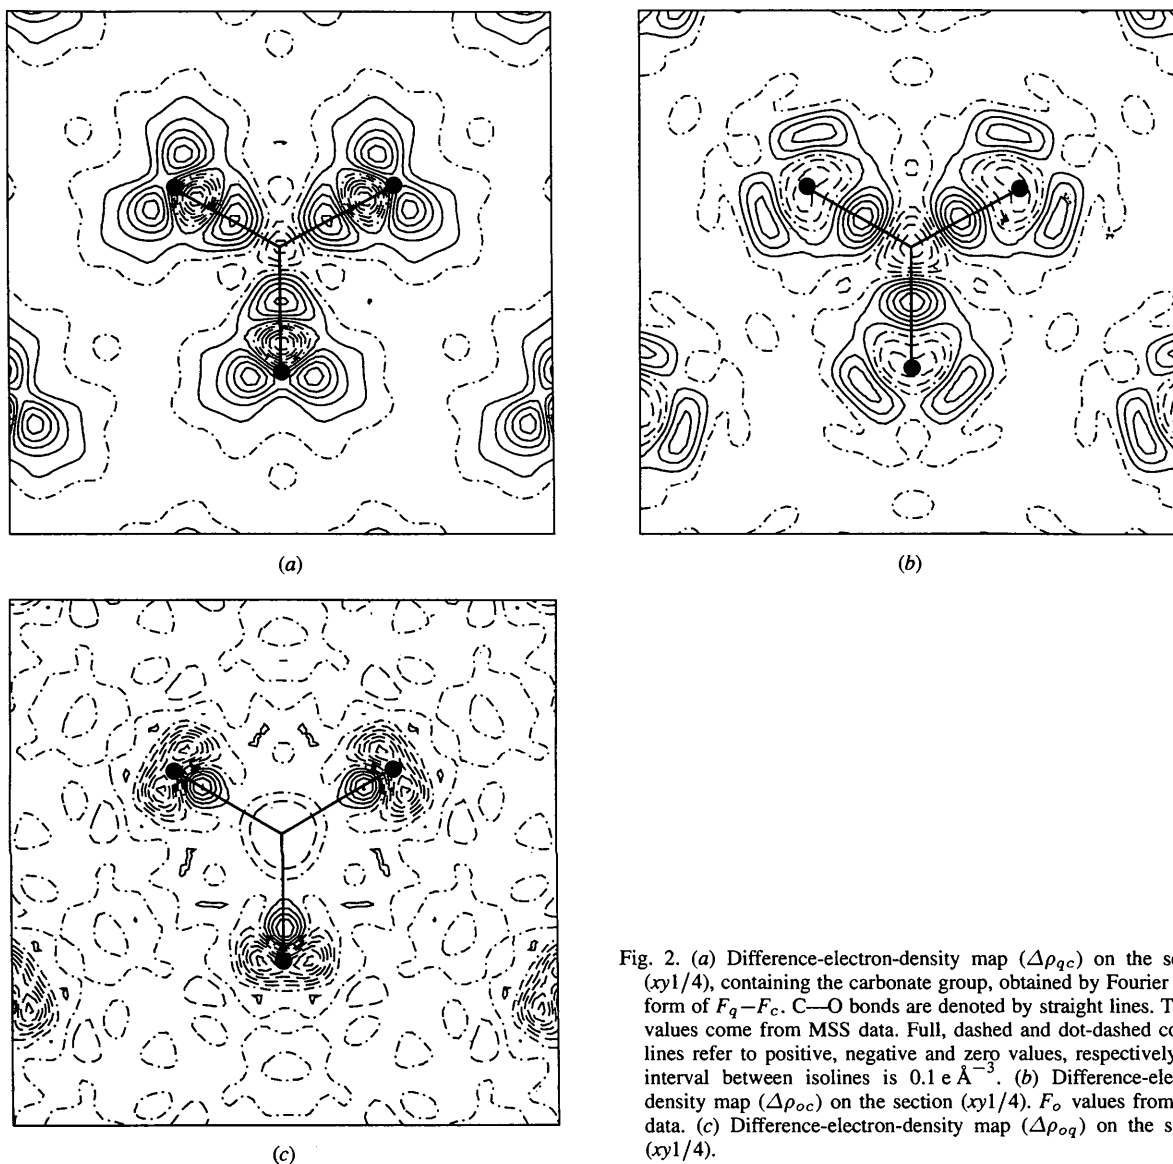 (a)
(b)
(c)
Fig. 2. (a) Difference-electron-density map (Δρqc) on the se
(xy1/4), containing the carbonate group, obtained by Fourier
form of Fq−Fc. C—O bonds are denoted by straight lines. T
values come from MSS data. Full, dashed and dot-dashed co
lines refer to positive, negative and zero values, respectively
interval between isolines is 0.1 e Å−3. (b) Difference-ele
density map (Δρoc) on the section (xy1/4). Fo values from
data. (c) Difference-electron-density map (Δρoq) on the s
(xy1/4).